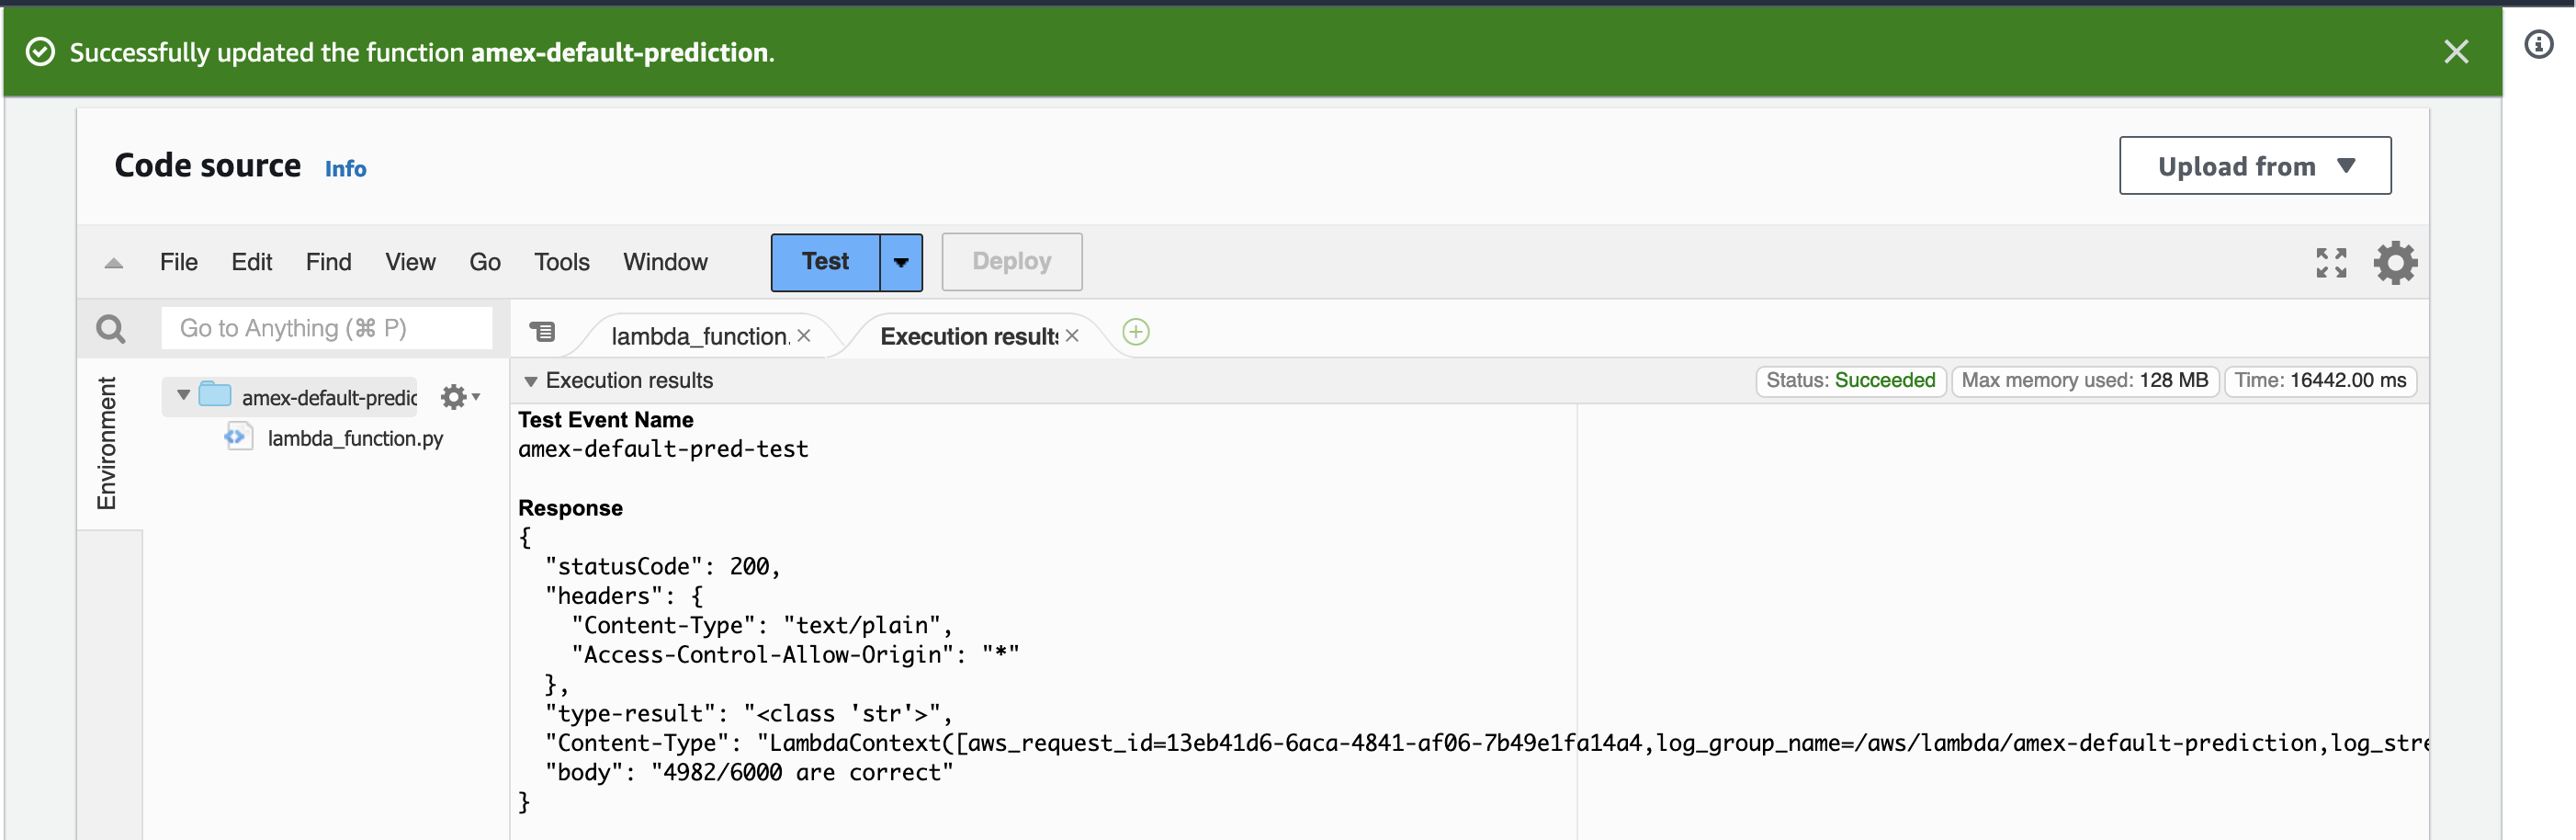 Successfully updated the function amex-default-prediction.
Code source Info
Upload from
File Edit Find View Go Tools Window Test Deploy
Go to Anything (⌘ P)
lambda_function. Execution results
Environment
amex-default-predic
lambda_function.py
Execution results
Status: Succeeded Max memory used: 128 MB Time: 16442.00 ms
Test Event Name
amex-default-pred-test
Response
{
"statusCode": 200,
"headers": {
"Content-Type": "text/plain",
"Access-Control-Allow-Origin": "*"
},
"type-result": "<class 'str'>",
"Content-Type": "LambdaContext([aws_request_id=13eb41d6-6aca-4841-af06-7b49e1fa14a4,log_group_name=/aws/lambda/amex-default-prediction,log_stre
"body": "4982/6000 are correct"
}